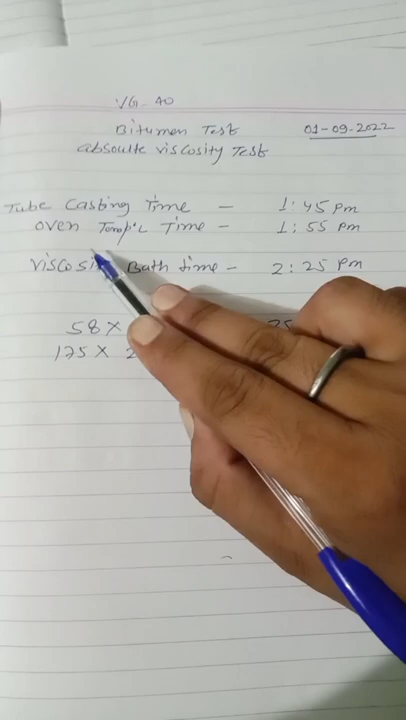 VG-40
Bitumen Test
01-09-2022
absoulte viscosity Test
Tube Casting Time - 1:45 pm
oven Temp'c Time - 1:55 pm
Bath time - 2:25 pm
58 X
175 X